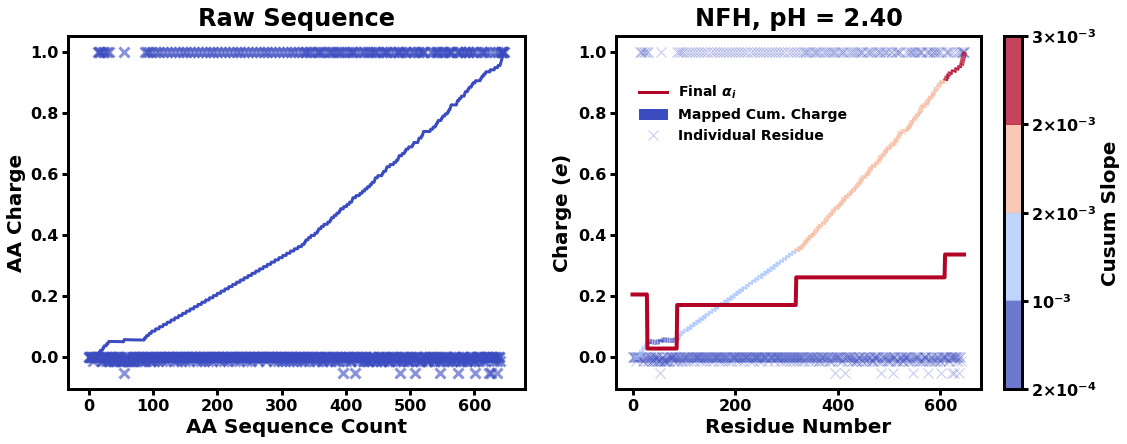 Raw Sequence
AA Charge
1.0
0.8
0.6
0.4
0.2
0.0
0
100
200
300
400
500
600
AA Sequence Count
NFH, pH = 2.40
Charge (e)
1.0
0.8
0.6
0.4
0.2
0.0
Final αᵢ
Mapped Cum. Charge
Individual Residue
0
200
400
600
Residue Number
3×10⁻³
2×10⁻³
2×10⁻³
10⁻³
2×10⁻⁴
Cusum Slope